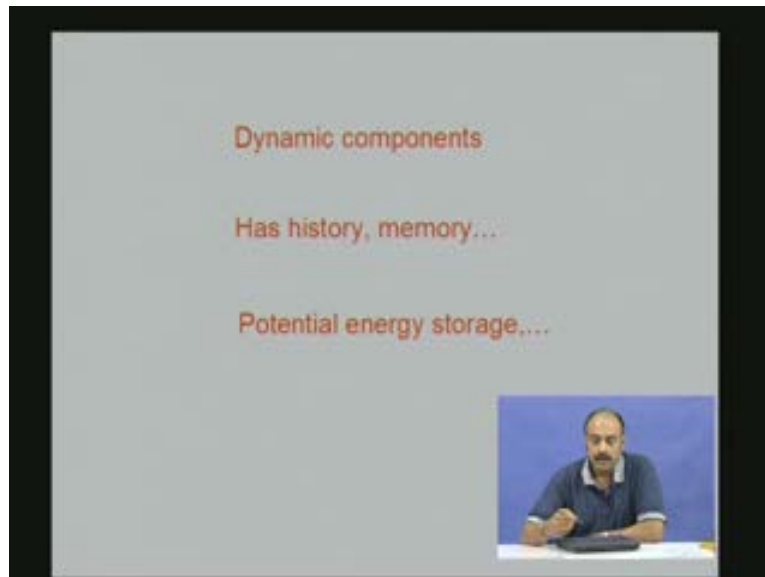 Dynamic components
Has history, memory...
Potential energy storage,...